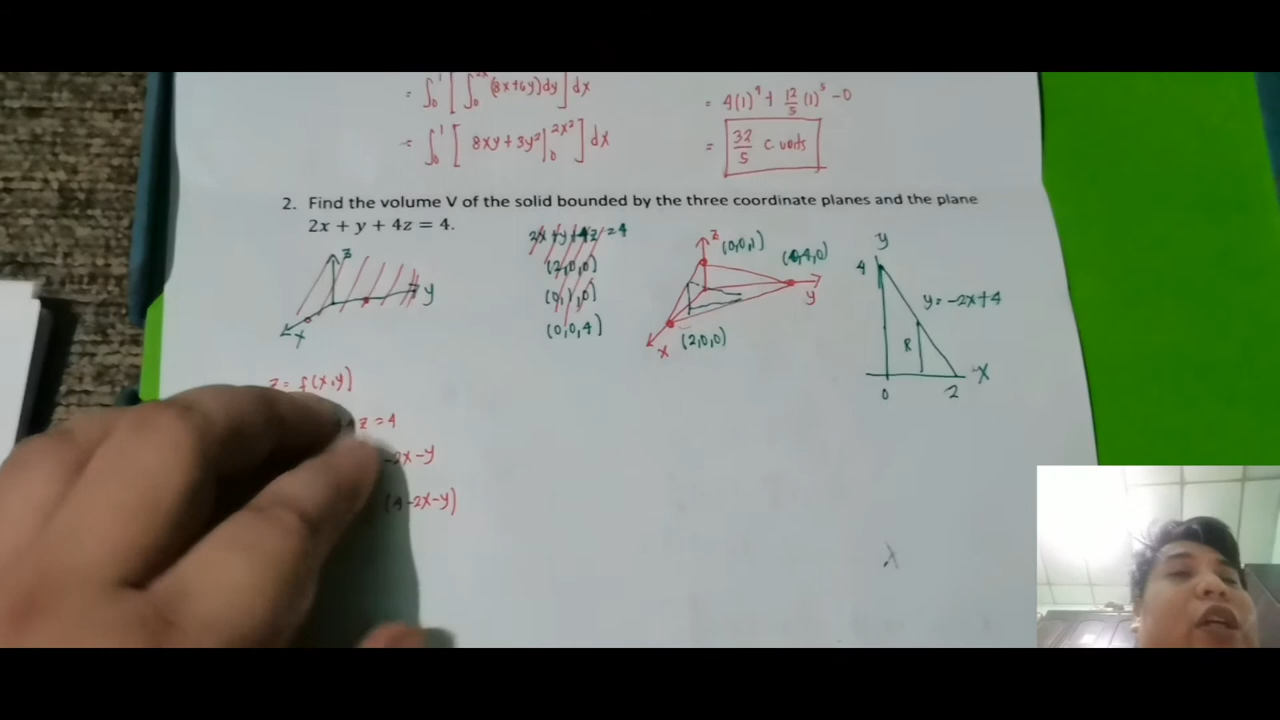 = ∫₀¹ [ ∫₀ (8x+6y)dy ] dx
= ∫₀¹ [ 8xy + 3y² |₀^2x² ] dx
= 4(1)⁴ + 12/5 (1)⁵ - 0
= 32/5 c. units
2. Find the volume V of the solid bounded by the three coordinate planes and the plane
2x + y + 4z = 4.
z
y
x
2x + y + 4z = 4
(2,0,0)
(0,1,0)
(0,0,4)
z
(0,0,1)
(0,4,0)
y
x
(2,0,0)
y
4
y = -2x+4
R
x
0
2
z = f(x,y)
z = 4
-2x-y
(4-2x-y)